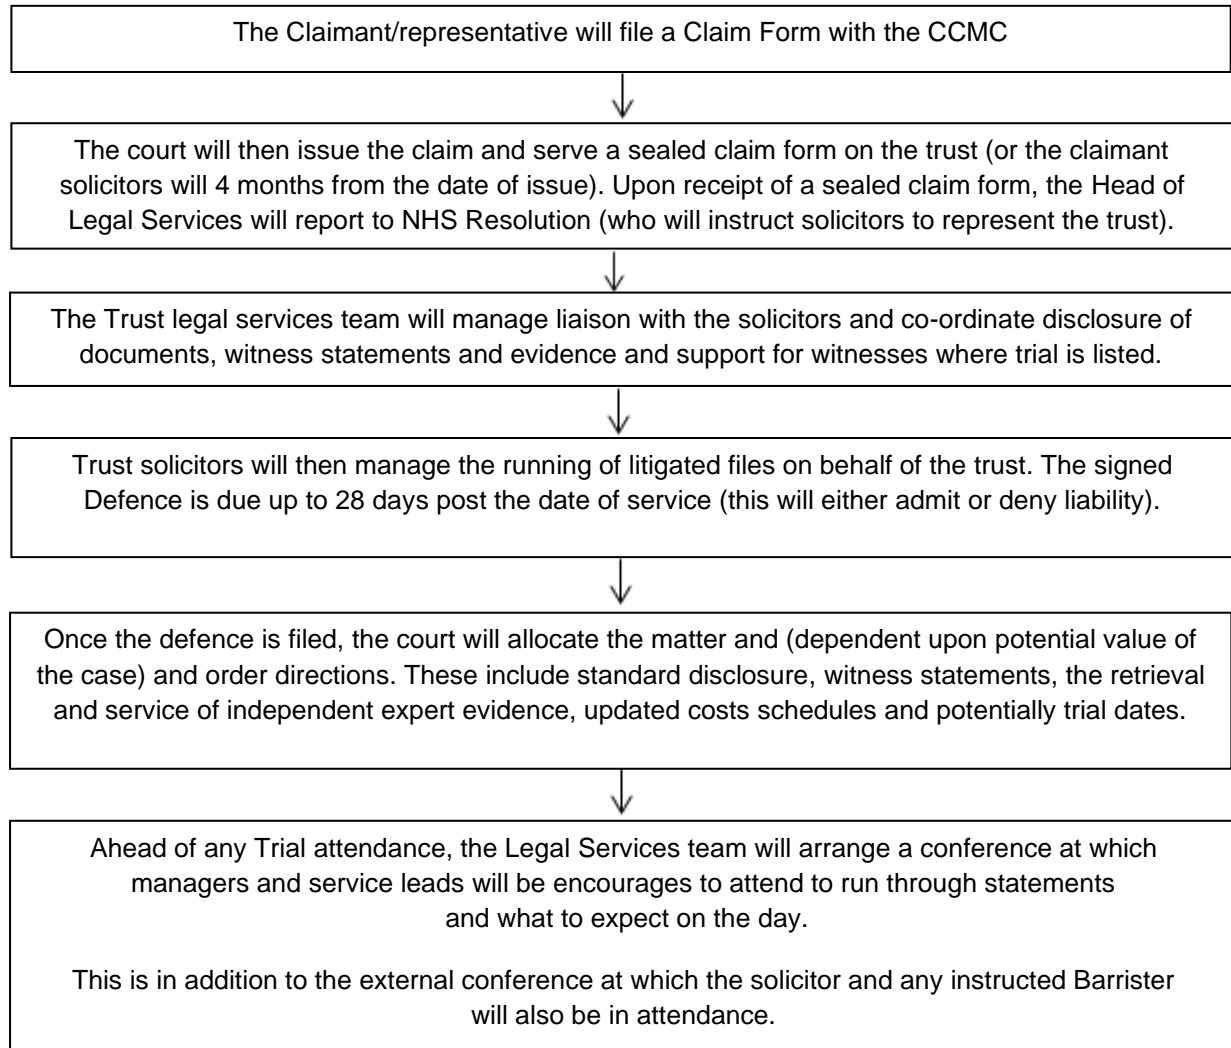 The Claimant/representative will file a Claim Form with the CCMC
The court will then issue the claim and serve a sealed claim form on the trust (or the claimant
solicitors will 4 months from the date of issue). Upon receipt of a sealed claim form, the Head of
Legal Services will report to NHS Resolution (who will instruct solicitors to represent the trust).
The Trust legal services team will manage liaison with the solicitors and co-ordinate disclosure of
documents, witness statements and evidence and support for witnesses where trial is listed.
Trust solicitors will then manage the running of litigated files on behalf of the trust. The signed
Defence is due up to 28 days post the date of service (this will either admit or deny liability).
Once the defence is filed, the court will allocate the matter and (dependent upon potential value of
the case) and order directions. These include standard disclosure, witness statements, the retrieval
and service of independent expert evidence, updated costs schedules and potentially trial dates.
Ahead of any Trial attendance, the Legal Services team will arrange a conference at which
managers and service leads will be encourages to attend to run through statements
and what to expect on the day.
This is in addition to the external conference at which the solicitor and any instructed Barrister
will also be in attendance.